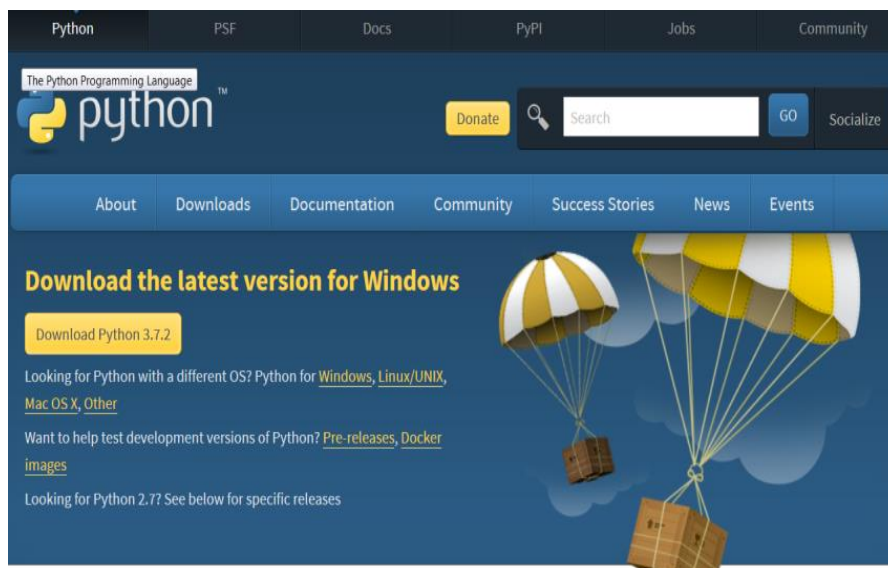 Python PSF Docs PyPI Jobs Community
The Python Programming Language
python™
Donate Search GO Socialize
About Downloads Documentation Community Success Stories News Events
Download the latest version for Windows
Download Python 3.7.2
Looking for Python with a different OS? Python for Windows, Linux/UNIX,
Mac OS X, Other
Want to help test development versions of Python? Pre-releases, Docker
images
Looking for Python 2.7? See below for specific releases